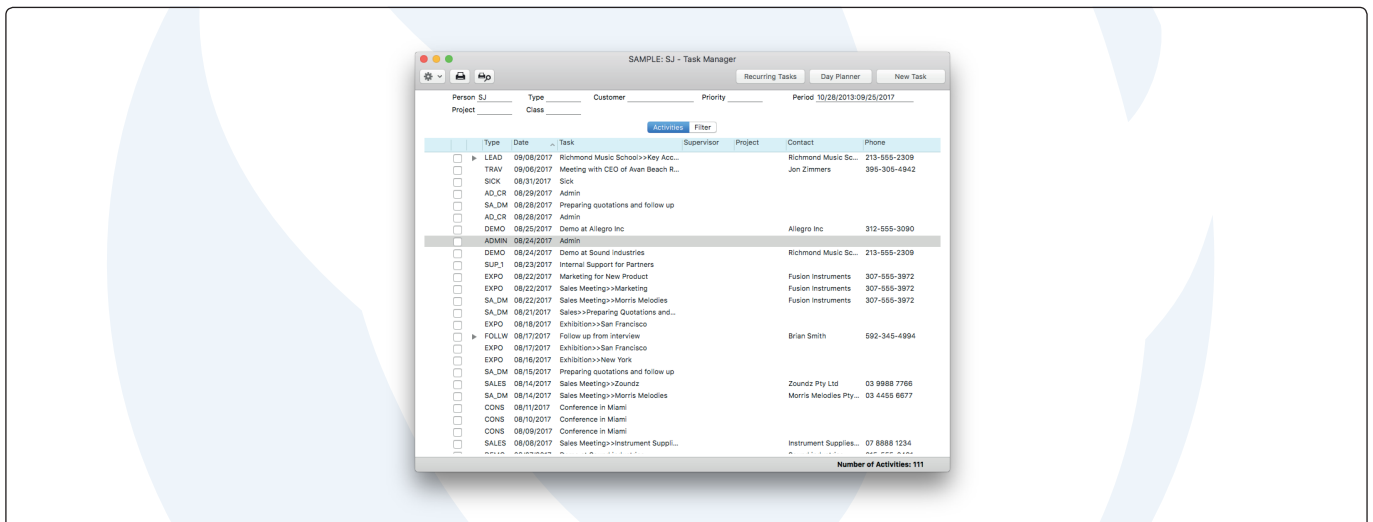 SAMPLE: SJ - Task Manager
Recurring Tasks Day Planner New Task
Person SJ Type Customer Priority Period 10/28/2013:09/25/2017
Project Class
Activities Filter
Type Date Task Supervisor Project Contact Phone
LEAD 09/08/2017 Richmond Music School>>Key Acc... Richmond Music Sc... 213-555-2309
TRAV 09/06/2017 Meeting with CEO of Avan Beach R... Jon Zimmers 395-305-4942
SICK 08/31/2017 Sick
AD_CR 08/29/2017 Admin
SA_DM 08/28/2017 Preparing quotations and follow up
AD_CR 08/28/2017 Admin
DEMO 08/25/2017 Demo at Allegro Inc Allegro Inc 312-555-3090
ADMIN 08/24/2017 Admin
DEMO 08/24/2017 Demo at Sound Industries Richmond Music Sc... 213-555-2309
SUP_1 08/23/2017 Internal Support for Partners
EXPO 08/22/2017 Marketing for New Product Fusion Instruments 307-555-3972
EXPO 08/22/2017 Sales Meeting>>Marketing Fusion Instruments 307-555-3972
SA_DM 08/22/2017 Sales Meeting>>Morris Melodies Fusion Instruments 307-555-3972
SA_DM 08/21/2017 Sales>>Preparing Quotations and...
EXPO 08/18/2017 Exhibition>>San Francisco
FOLLW 08/17/2017 Follow up from interview Brian Smith 592-345-4994
EXPO 08/17/2017 Exhibition>>San Francisco
EXPO 08/16/2017 Exhibition>>New York
SA_DM 08/15/2017 Preparing quotations and follow up
SALES 08/14/2017 Sales Meeting>>Zoundz Zoundz Pty Ltd 03 9988 7766
SA_DM 08/14/2017 Sales Meeting>>Morris Melodies Morris Melodies Pty... 03 4455 6677
CONS 08/11/2017 Conference in Miami
CONS 08/10/2017 Conference in Miami
CONS 08/09/2017 Conference in Miami
SALES 08/08/2017 Sales Meeting>>Instrument Suppli... Instrument Supplies... 07 8888 1234
Number of Activities: 111